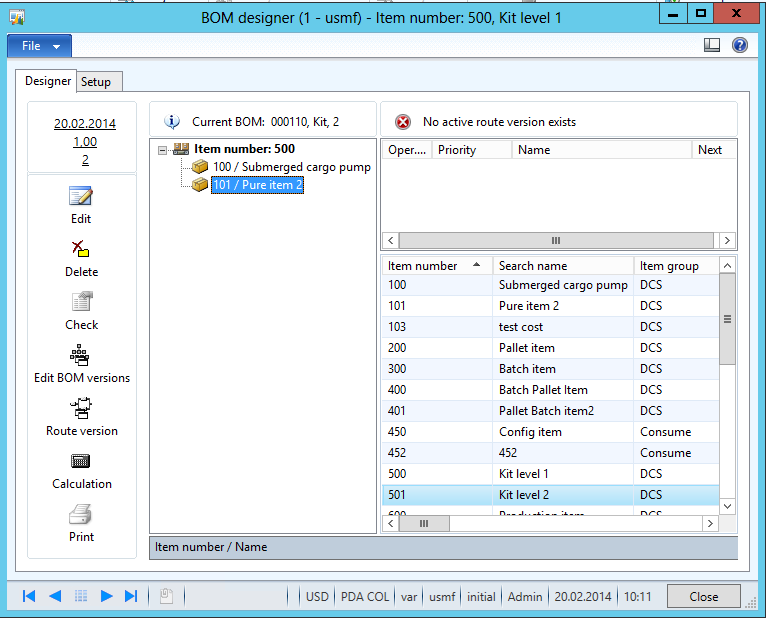 BOM designer (1 - usmf) - Item number: 500, Kit level 1
File
Designer Setup
20.02.2014
1,00
2
Edit
Delete
Check
Edit BOM versions
Route version
Calculation
Print
Current BOM: 000110, Kit, 2
Item number: 500
100 / Submerged cargo pump
101 / Pure item 2
No active route version exists
Oper.... Priority Name Next
Item number Search name Item group
100 Submerged cargo pump DCS
101 Pure item 2 DCS
103 test cost DCS
200 Pallet item DCS
300 Batch item DCS
400 Batch Pallet Item DCS
401 Pallet Batch item2 DCS
450 Config item Consume
452 452 Consume
500 Kit level 1 DCS
501 Kit level 2 DCS
600 Production item DCS
Item number / Name
USD PDA COL var usmf initial Admin 20.02.2014 10:11 Close